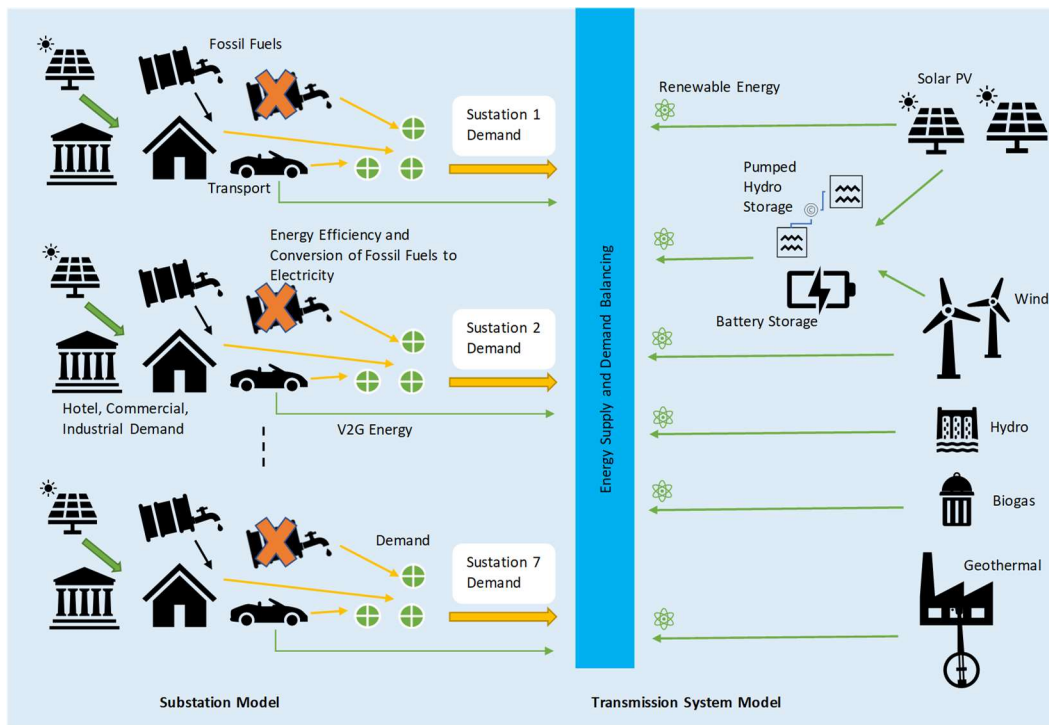 Fossil Fuels
Sustation 1
Demand
Transport
Energy Efficiency and
Conversion of Fossil Fuels to
Electricity
Sustation 2
Demand
Hotel, Commercial,
Industrial Demand
V2G Energy
Demand
Sustation 7
Demand
Substation Model
Energy Supply and Demand Balancing
Renewable Energy
Solar PV
Pumped
Hydro
Storage
©
Battery Storage
Wind
Hydro
Biogas
Geothermal
Transmission System Model